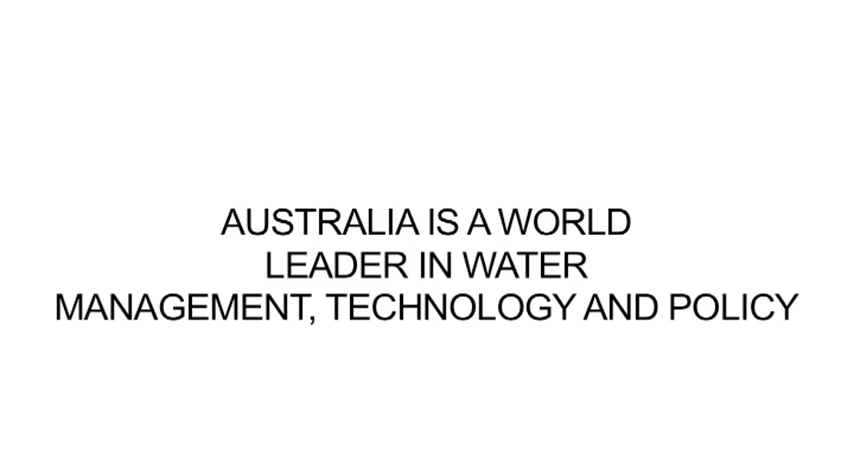 AUSTRALIA IS A WORLD
LEADER IN WATER
MANAGEMENT, TECHNOLOGY AND POLICY